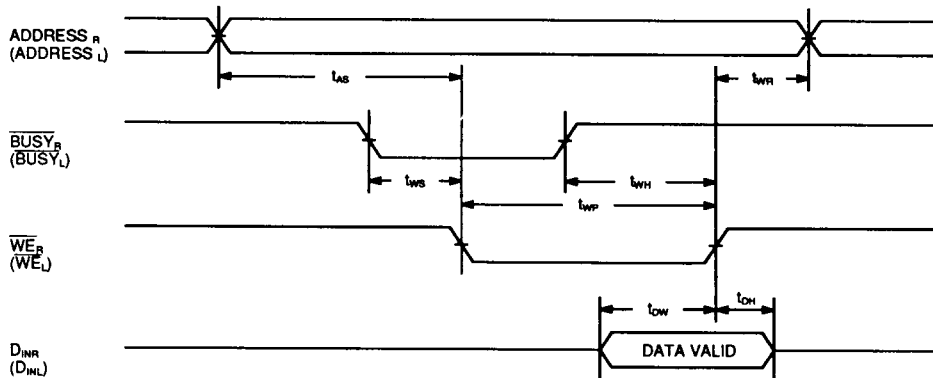 ADDRESS R
(ADDRESS L)
tAS
tWR
BUSYR
(BUSYL)
tWS
tWH
tWP
WER
(WEL)
tDW
tDH
DINR
(DINL)
DATA VALID